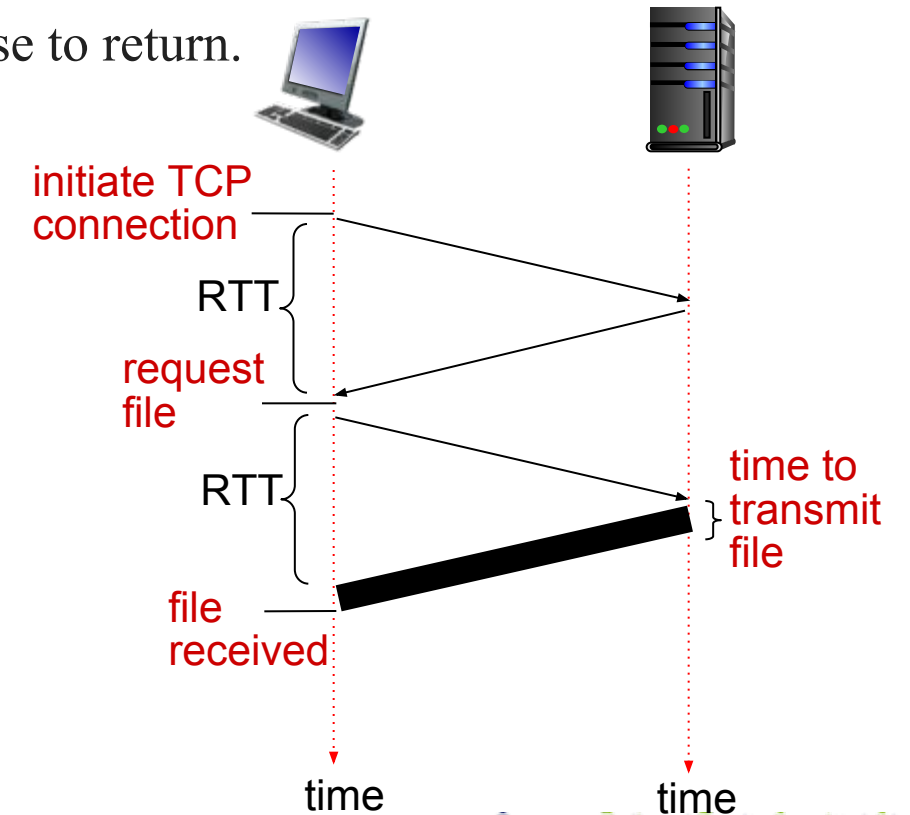 se to return.
initiate TCP
connection
RTT
request
file
RTT
time to
transmit
file
file
received
time
time